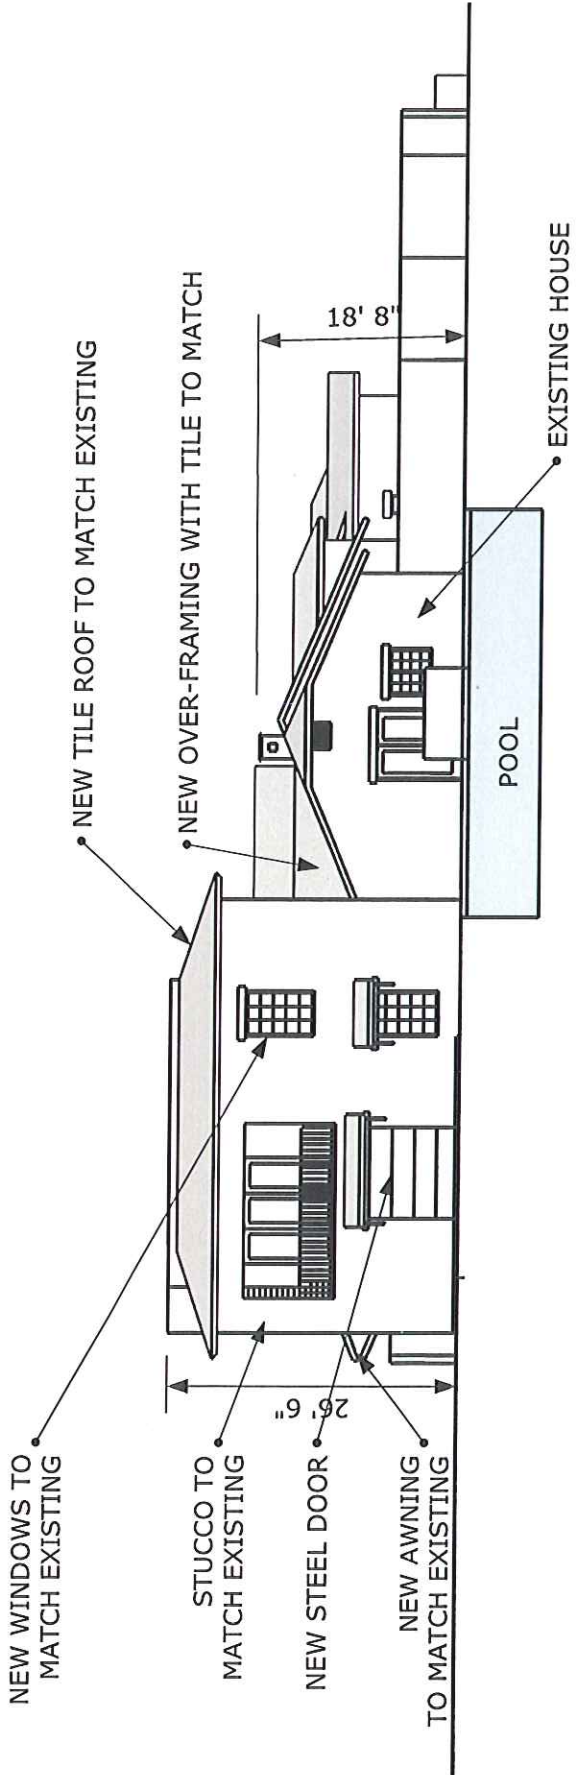 NEW WINDOWS TO
MATCH EXISTING
STUCCO TO
MATCH EXISTING
NEW STEEL DOOR
NEW AWNING
TO MATCH EXISTING
26' 6"
NEW TILE ROOF TO MATCH EXISTING
NEW OVER-FRAMING WITH TILE TO MATCH
18' 8"
EXISTING HOUSE
POOL